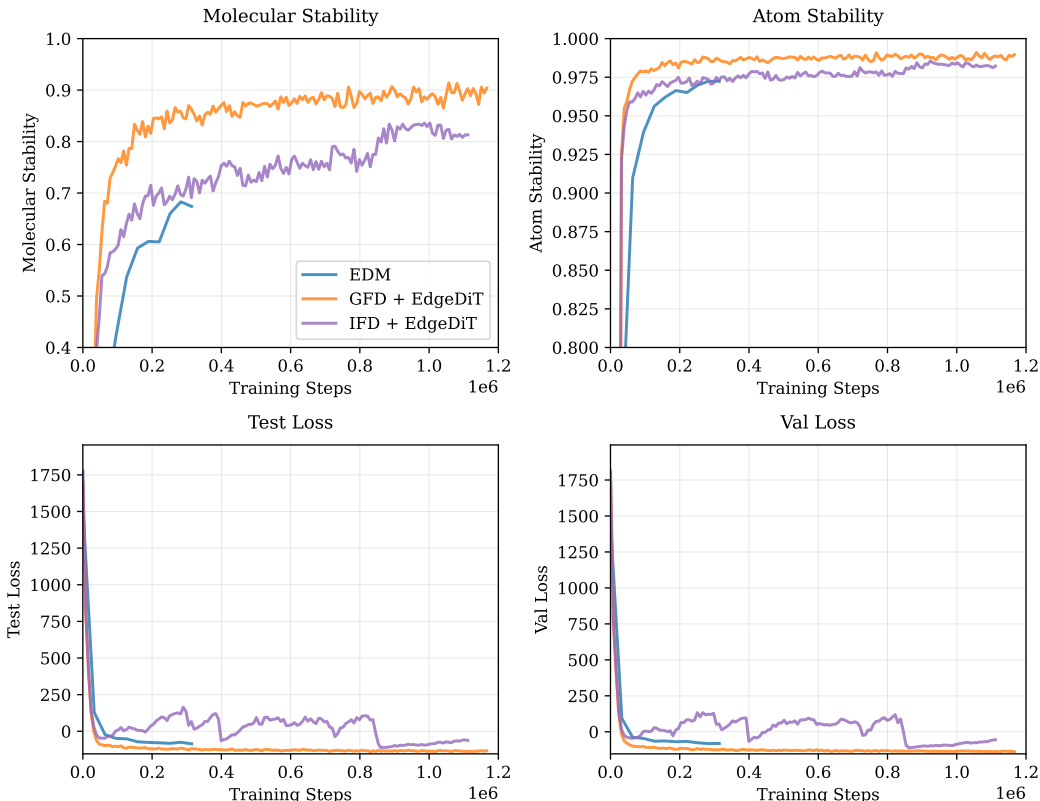 Molecular Stability
Atom Stability
Molecular Stability
1.0
0.9
0.8
0.7
0.6
0.5
0.4
EDM
GFD + EdgeDiT
IFD + EdgeDiT
0.0 0.2 0.4 0.6 0.8 1.0 1.2
Training Steps
1e6
Atom Stability
1.000
0.975
0.950
0.925
0.900
0.875
0.850
0.825
0.800
0.0 0.2 0.4 0.6 0.8 1.0 1.2
Training Steps
1e6
Test Loss
Val Loss
Test Loss
1750
1500
1250
1000
750
500
250
0
0.0 0.2 0.4 0.6 0.8 1.0 1.2
Training Steps
1e6
Val Loss
1750
1500
1250
1000
750
500
250
0
0.0 0.2 0.4 0.6 0.8 1.0 1.2
Training Steps
1e6